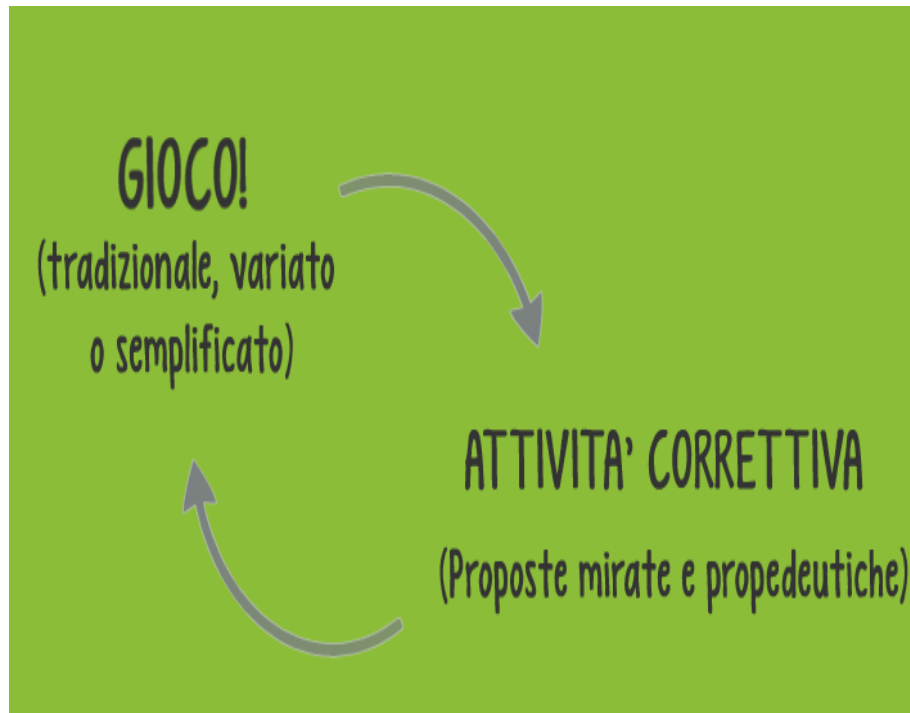 GIOCO!
(tradizionale, variato
o semplificato)
ATTIVITA' CORRETTIVA
(Proposte mirate e propedeutiche)